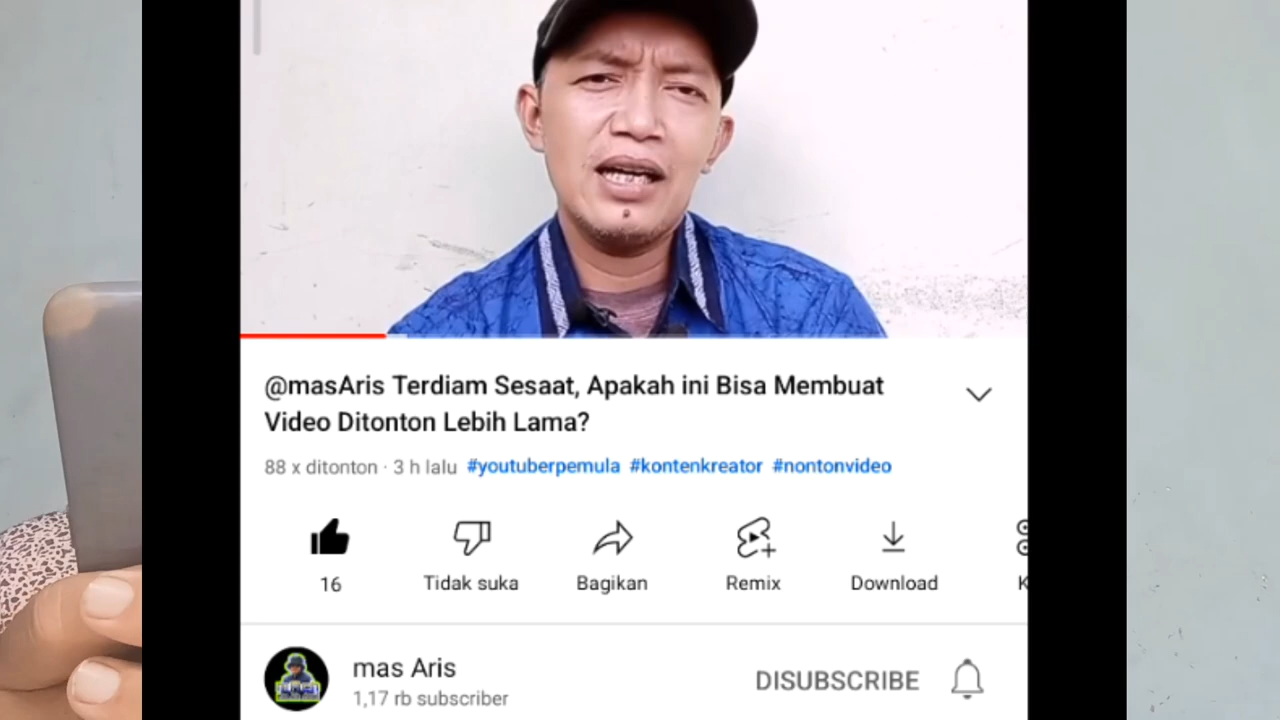 @masAris Terdiam Sesaat, Apakah ini Bisa Membuat
Video Ditonton Lebih Lama?
88 x ditonton · 3 h lalu #youtuberpemula #kontenkreator #nontonvideo
16 Tidak suka Bagikan Remix Download K
mas Aris DISUBSCRIBE
1,17 rb subscriber